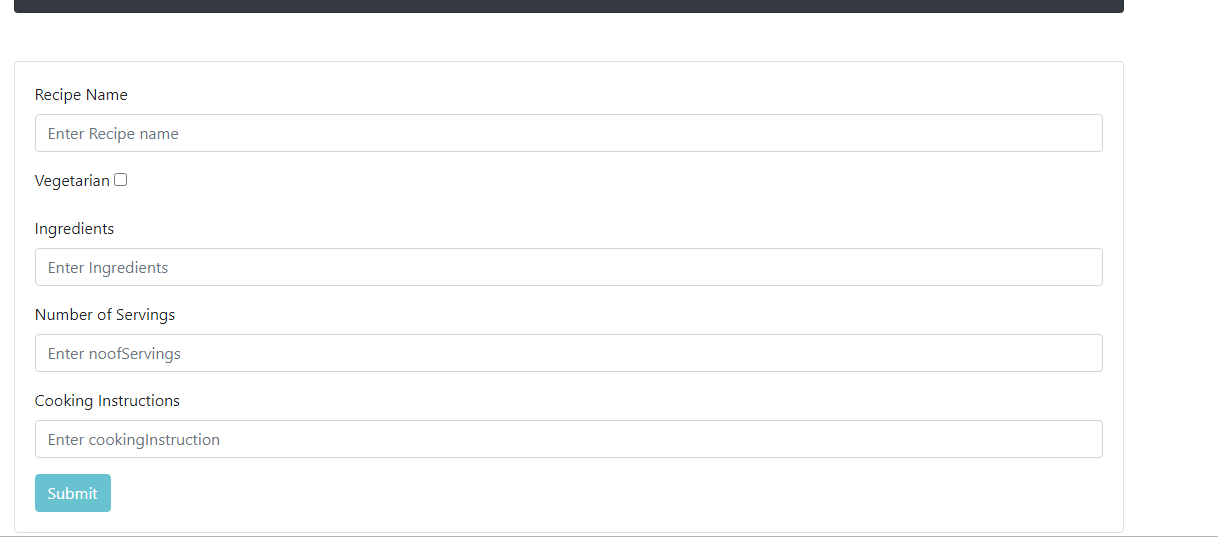 Recipe Name
Enter Recipe name
Vegetarian
Ingredients
Enter Ingredients
Number of Servings
Enter noofServings
Cooking Instructions
Enter cookingInstruction
Submit